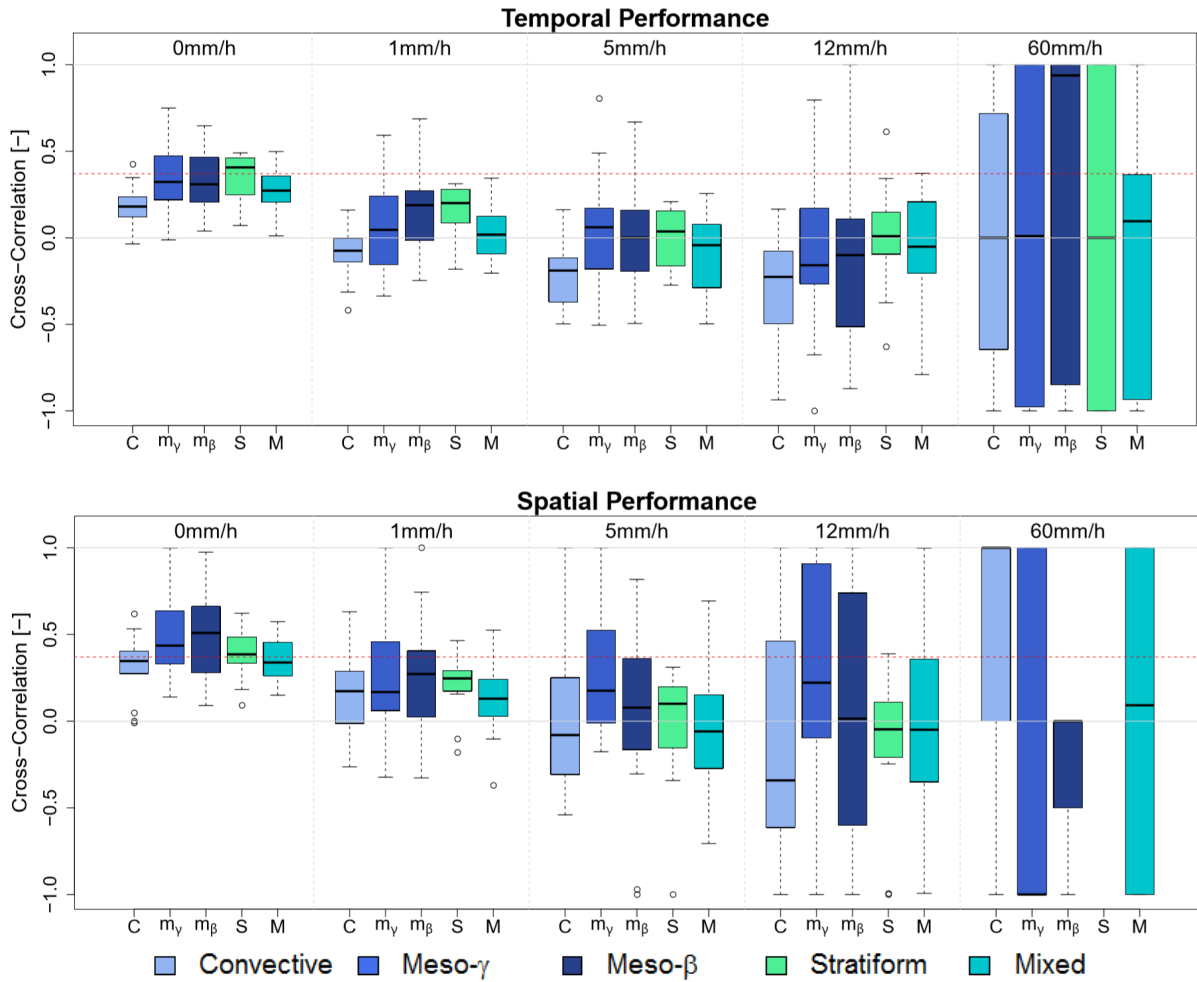 Temporal Performance
0mm/h 1mm/h 5mm/h 12mm/h 60mm/h
Cross−Correlation [−]
1.0
0.5
0.0
−0.5
−1.0
C mγ mβ S M C mγ mβ S M C mγ mβ S M C mγ mβ S M C mγ mβ S M
Spatial Performance
0mm/h 1mm/h 5mm/h 12mm/h 60mm/h
Cross−Correlation [−]
1.0
0.5
0.0
−0.5
−1.0
C mγ mβ S M C mγ mβ S M C mγ mβ S M C mγ mβ S M C mγ mβ S M
Convective Meso-γ Meso-β Stratiform Mixed